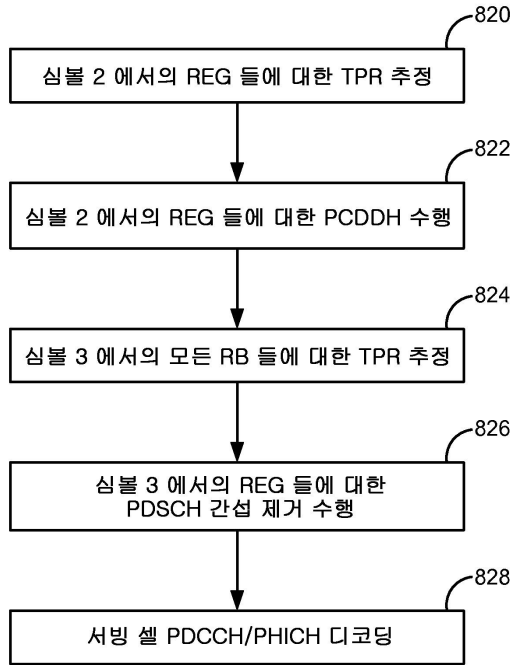 820
심볼 2 에서의 REG 들에 대한 TPR 추정
822
심볼 2 에서의 REG 들에 대한 PCDDH 수행
824
심볼 3 에서의 모든 RB 들에 대한 TPR 추정
826
심볼 3 에서의 REG 들에 대한
PDSCH 간섭 제거 수행
828
서빙 셀 PDCCH/PHICH 디코딩